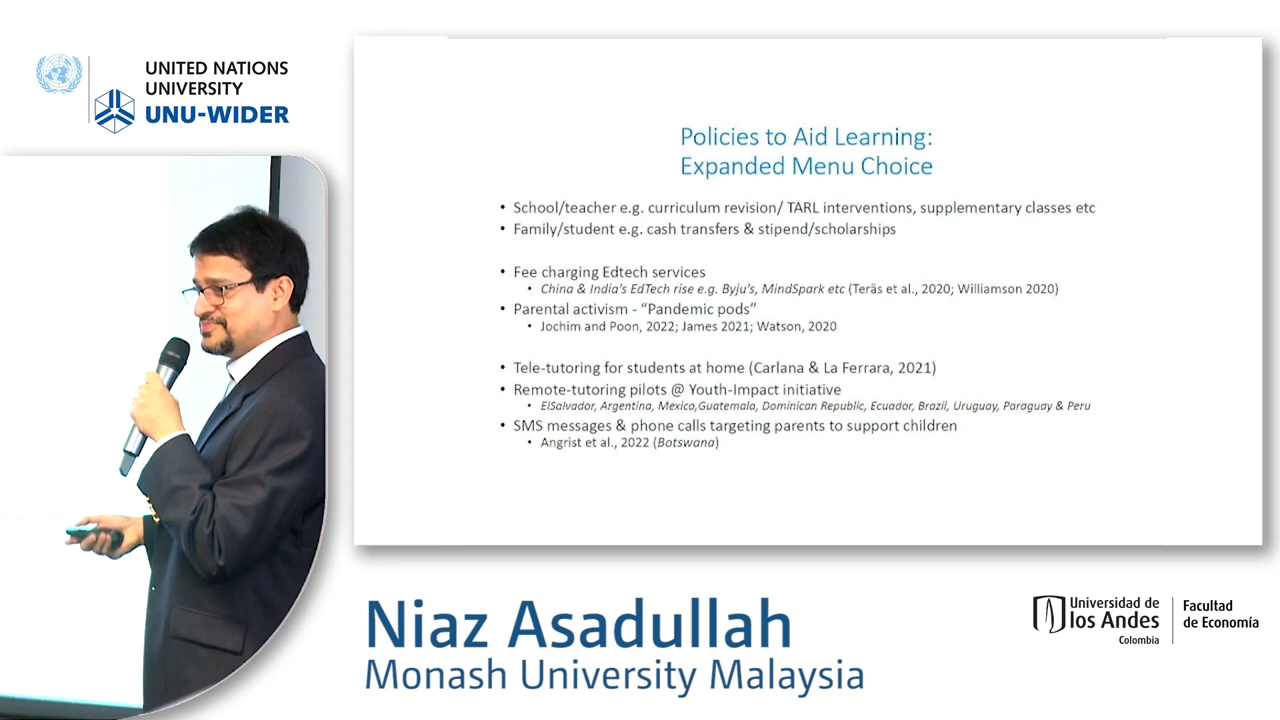 UNITED NATIONS
UNIVERSITY
UNU-WIDER
Policies to Aid Learning:
Expanded Menu Choice
• School/teacher e.g. curriculum revision/ TARL interventions, supplementary classes etc
• Family/student e.g. cash transfers & stipend/scholarships
• Fee charging Edtech services
• China & India's EdTech rise e.g. Byju's, MindSpark etc (Teräs et al., 2020; Williamson 2020)
• Parental activism - “Pandemic pods”
• Jochim and Poon, 2022; James 2021; Watson, 2020
• Tele-tutoring for students at home (Carlana & La Ferrara, 2021)
• Remote-tutoring pilots @ Youth-Impact initiative
• ElSalvador, Argentina, Mexico,Guatemala, Dominican Republic, Ecuador, Brazil, Uruguay, Paraguay & Peru
• SMS messages & phone calls targeting parents to support children
• Angrist et al., 2022 (Botswana)
Niaz Asadullah
Monash University Malaysia
Universidad de
los Andes
Colombia
Facultad
de Economía